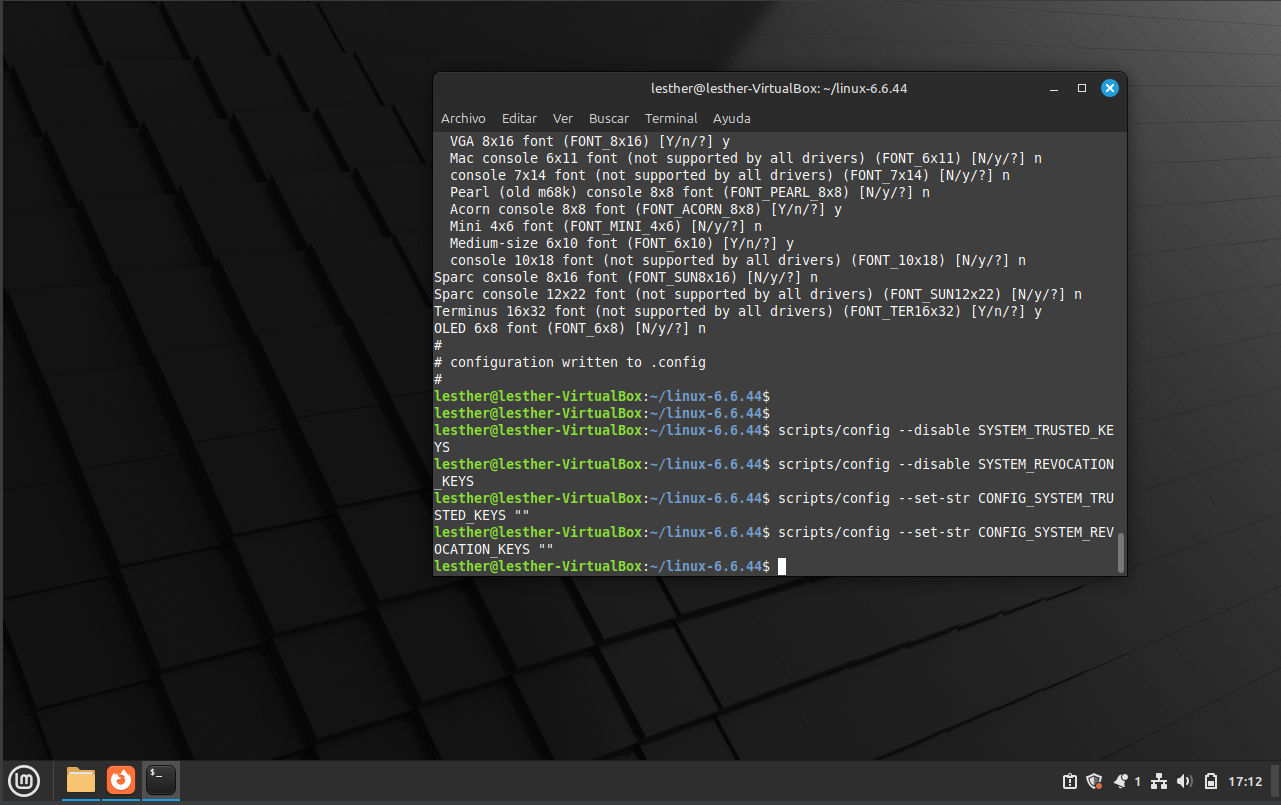 lesther@lesther-VirtualBox: ~/linux-6.6.44
Archivo Editar Ver Buscar Terminal Ayuda
VGA 8x16 font (FONT_8x16) [Y/n/?] y
Mac console 6x11 font (not supported by all drivers) (FONT_6x11) [N/y/?] n
console 7x14 font (not supported by all drivers) (FONT_7x14) [N/y/?] n
Pearl (old m68k) console 8x8 font (FONT_PEARL_8x8) [N/y/?] n
Acorn console 8x8 font (FONT_ACORN_8x8) [Y/n/?] y
Mini 4x6 font (FONT_MINI_4x6) [N/y/?] n
Medium-size 6x10 font (FONT_6x10) [Y/n/?] y
console 10x18 font (not supported by all drivers) (FONT_10x18) [N/y/?] n
Sparc console 8x16 font (FONT_SUN8x16) [N/y/?] n
Sparc console 12x22 font (not supported by all drivers) (FONT_SUN12x22) [N/y/?] n
Terminus 16x32 font (not supported by all drivers) (FONT_TER16x32) [Y/n/?] y
OLED 6x8 font (FONT_6x8) [N/y/?] n
#
# configuration written to .config
#
lesther@lesther-VirtualBox:~/linux-6.6.44$
lesther@lesther-VirtualBox:~/linux-6.6.44$
lesther@lesther-VirtualBox:~/linux-6.6.44$ scripts/config --disable SYSTEM_TRUSTED_KE
YS
lesther@lesther-VirtualBox:~/linux-6.6.44$ scripts/config --disable SYSTEM_REVOCATION
_KEYS
lesther@lesther-VirtualBox:~/linux-6.6.44$ scripts/config --set-str CONFIG_SYSTEM_TRU
STED_KEYS ""
lesther@lesther-VirtualBox:~/linux-6.6.44$ scripts/config --set-str CONFIG_SYSTEM_REV
OCATION_KEYS ""
lesther@lesther-VirtualBox:~/linux-6.6.44$
$_
1 17:12